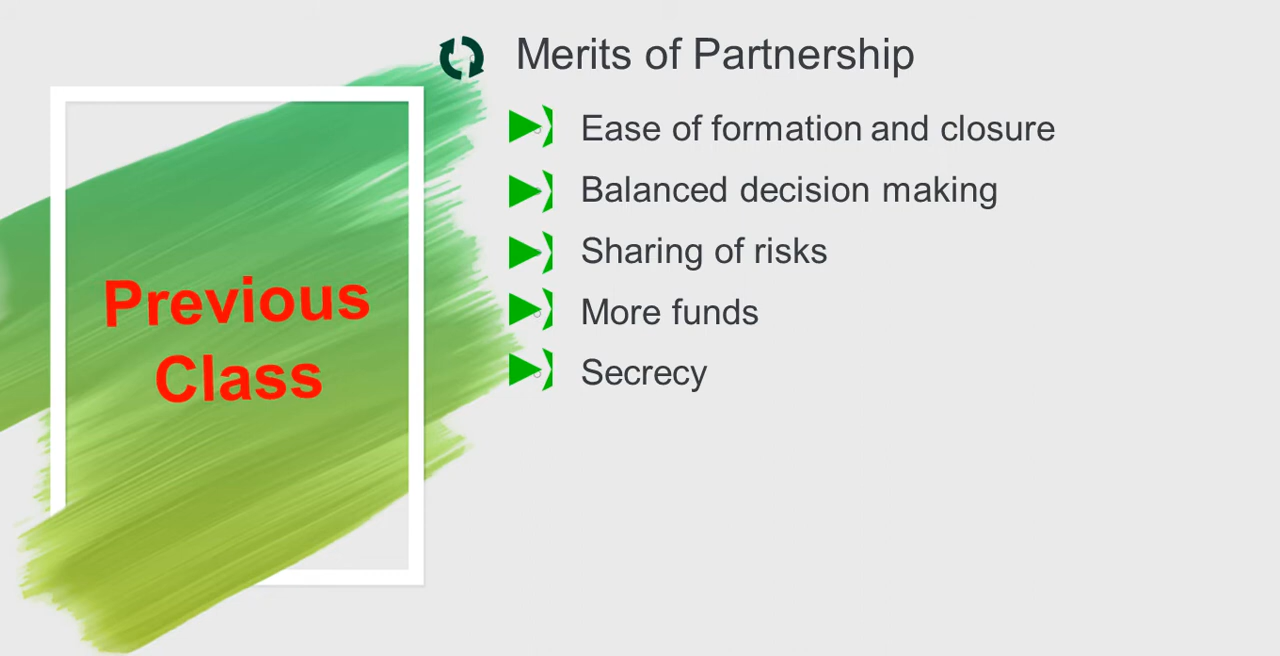 Merits of Partnership
Ease of formation and closure
Balanced decision making
Sharing of risks
More funds
Secrecy
Previous
Class